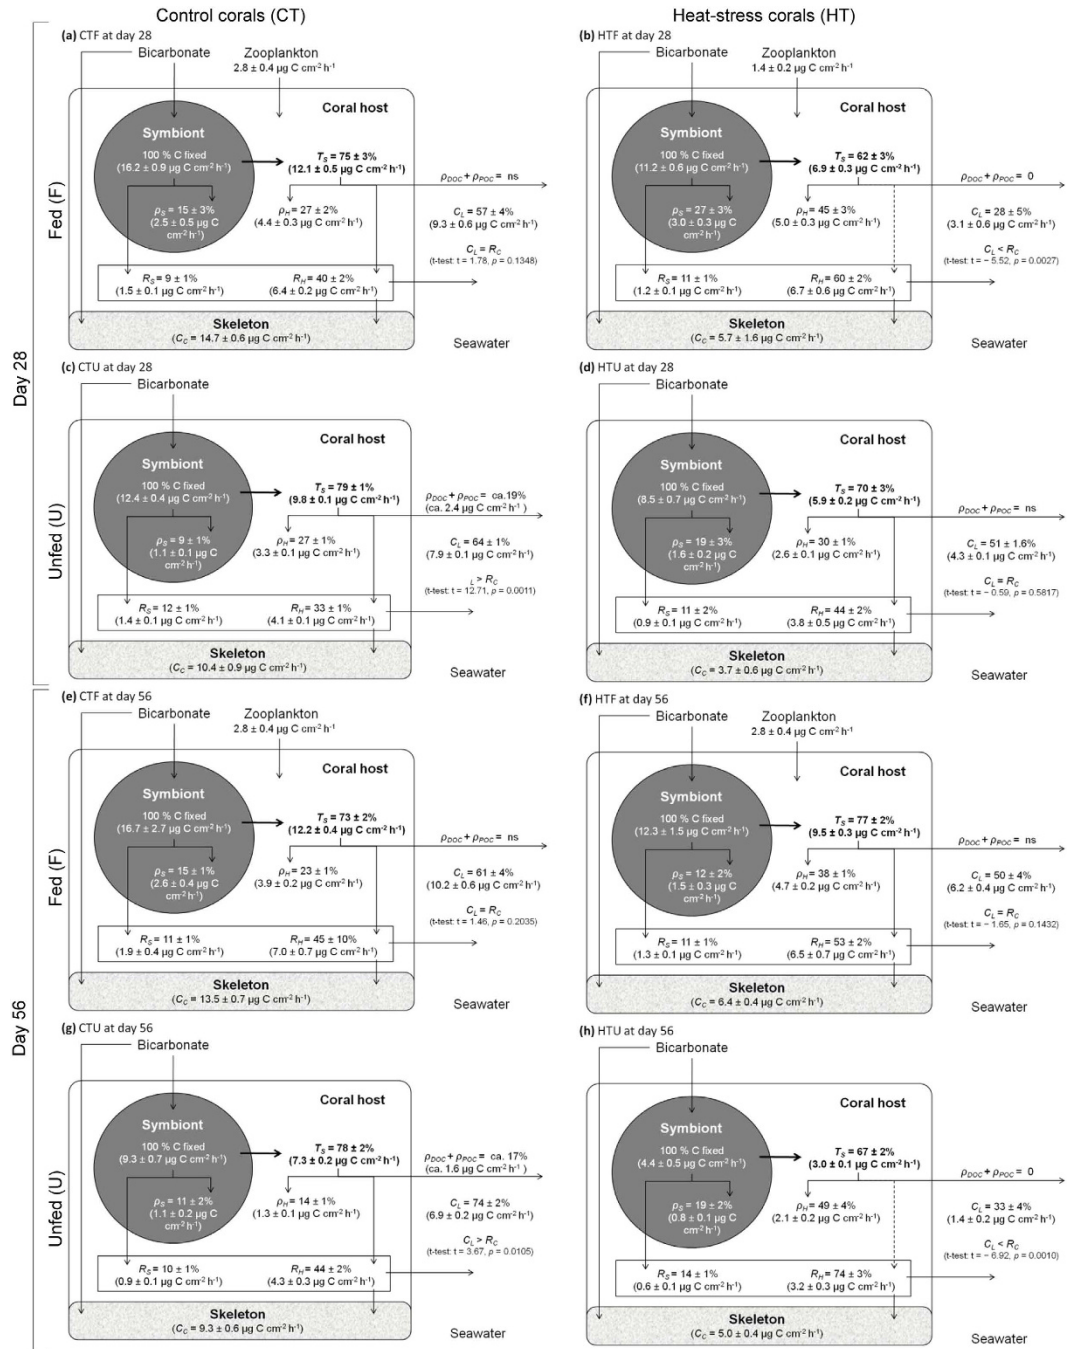 Control corals (CT)
Heat-stress corals (HT)
Day 28
Fed (F)
(a) CTF at day 28
Bicarbonate
Zooplankton
2.8 ± 0.4 µg C cm⁻² h⁻¹
Coral host
Symbiont
100 % C fixed
(16.2 ± 0.9 µg C cm⁻² h⁻¹)
T_S = 75 ± 3%
(12.1 ± 0.5 µg C cm⁻² h⁻¹)
ρ_DOC + ρ_POC = ns
ρ_S = 15 ± 3%
(2.5 ± 0.5 µg C
cm⁻² h⁻¹)
ρ_H = 27 ± 2%
(4.4 ± 0.3 µg C cm⁻² h⁻¹)
C_L = 57 ± 4%
(9.3 ± 0.6 µg C cm⁻² h⁻¹)
C_L = R_C
(t-test: t = 1.78, p = 0.1348)
R_S = 9 ± 1%
(1.5 ± 0.1 µg C cm⁻² h⁻¹)
R_H = 40 ± 2%
(6.4 ± 0.2 µg C cm⁻² h⁻¹)
Skeleton
(C_C = 14.7 ± 0.6 µg C cm⁻² h⁻¹)
Seawater
(b) HTF at day 28
Bicarbonate
Zooplankton
1.4 ± 0.2 µg C cm⁻² h⁻¹
Coral host
Symbiont
100 % C fixed
(11.2 ± 0.6 µg C cm⁻² h⁻¹)
T_S = 62 ± 3%
(6.9 ± 0.3 µg C cm⁻² h⁻¹)
ρ_DOC + ρ_POC = 0
ρ_S = 27 ± 3%
(3.0 ± 0.3 µg C
cm⁻² h⁻¹)
ρ_H = 45 ± 3%
(5.0 ± 0.3 µg C cm⁻² h⁻¹)
C_L = 28 ± 5%
(3.1 ± 0.6 µg C cm⁻² h⁻¹)
C_L < R_C
(t-test: t = − 5.52, p = 0.0027)
R_S = 11 ± 1%
(1.2 ± 0.1 µg C cm⁻² h⁻¹)
R_H = 60 ± 2%
(6.7 ± 0.6 µg C cm⁻² h⁻¹)
Skeleton
(C_C = 5.7 ± 1.6 µg C cm⁻² h⁻¹)
Seawater
Unfed (U)
(c) CTU at day 28
Bicarbonate
Coral host
Symbiont
100 % C fixed
(12.4 ± 0.4 µg C cm⁻² h⁻¹)
T_S = 79 ± 1%
(9.8 ± 0.1 µg C cm⁻² h⁻¹)
ρ_DOC + ρ_POC = ca.19%
(ca. 2.4 µg C cm⁻² h⁻¹ )
ρ_S = 9 ± 1%
(1.1 ± 0.1 µg C
cm⁻² h⁻¹)
ρ_H = 27 ± 1%
(3.3 ± 0.1 µg C cm⁻² h⁻¹)
C_L = 64 ± 1%
(7.9 ± 0.1 µg C cm⁻² h⁻¹)
L > R_C
(t-test: t = 12.71, p = 0.0011)
R_S = 12 ± 1%
(1.4 ± 0.1 µg C cm⁻² h⁻¹)
R_H = 33 ± 1%
(4.1 ± 0.1 µg C cm⁻² h⁻¹)
Skeleton
(C_C = 10.4 ± 0.9 µg C cm⁻² h⁻¹)
Seawater
(d) HTU at day 28
Bicarbonate
Coral host
Symbiont
100 % C fixed
(8.5 ± 0.7 µg C cm⁻² h⁻¹)
T_S = 70 ± 3%
(5.9 ± 0.2 µg C cm⁻² h⁻¹)
ρ_DOC + ρ_POC = ns
ρ_S = 19 ± 3%
(1.6 ± 0.2 µg C
cm⁻² h⁻¹)
ρ_H = 30 ± 1%
(2.6 ± 0.1 µg C cm⁻² h⁻¹)
C_L = 51 ± 1.6%
(4.3 ± 0.1 µg C cm⁻² h⁻¹)
C_L = R_C
(t-test: t = − 0.59, p = 0.5817)
R_S = 11 ± 2%
(0.9 ± 0.1 µg C cm⁻² h⁻¹)
R_H = 44 ± 2%
(3.8 ± 0.5 µg C cm⁻² h⁻¹)
Skeleton
(C_C = 3.7 ± 0.6 µg C cm⁻² h⁻¹)
Seawater
Day 56
Fed (F)
(e) CTF at day 56
Bicarbonate
Zooplankton
2.8 ± 0.4 µg C cm⁻² h⁻¹
Coral host
Symbiont
100 % C fixed
(16.7 ± 2.7 µg C cm⁻² h⁻¹)
T_S = 73 ± 2%
(12.2 ± 0.4 µg C cm⁻² h⁻¹)
ρ_DOC + ρ_POC = ns
ρ_S = 15 ± 1%
(2.6 ± 0.4 µg C
cm⁻² h⁻¹)
ρ_H = 23 ± 1%
(3.9 ± 0.2 µg C cm⁻² h⁻¹)
C_L = 61 ± 4%
(10.2 ± 0.6 µg C cm⁻² h⁻¹)
C_L = R_C
(t-test: t = 1.46, p = 0.2035)
R_S = 11 ± 1%
(1.9 ± 0.4 µg C cm⁻² h⁻¹)
R_H = 45 ± 10%
(7.0 ± 0.7 µg C cm⁻² h⁻¹)
Skeleton
(C_C = 13.5 ± 0.7 µg C cm⁻² h⁻¹)
Seawater
(f) HTF at day 56
Bicarbonate
Zooplankton
2.8 ± 0.4 µg C cm⁻² h⁻¹
Coral host
Symbiont
100 % C fixed
(12.3 ± 1.5 µg C cm⁻² h⁻¹)
T_S = 77 ± 2%
(9.5 ± 0.3 µg C cm⁻² h⁻¹)
ρ_DOC + ρ_POC = ns
ρ_S = 12 ± 2%
(1.5 ± 0.3 µg C
cm⁻² h⁻¹)
ρ_H = 38 ± 1%
(4.7 ± 0.2 µg C cm⁻² h⁻¹)
C_L = 50 ± 4%
(6.2 ± 0.4 µg C cm⁻² h⁻¹)
C_L = R_C
(t-test: t = − 1.65, p = 0.1432)
R_S = 11 ± 1%
(1.3 ± 0.1 µg C cm⁻² h⁻¹)
R_H = 53 ± 2%
(6.5 ± 0.7 µg C cm⁻² h⁻¹)
Skeleton
(C_C = 6.4 ± 0.4 µg C cm⁻² h⁻¹)
Seawater
Unfed (U)
(g) CTU at day 56
Bicarbonate
Coral host
Symbiont
100 % C fixed
(9.3 ± 0.7 µg C cm⁻² h⁻¹)
T_S = 78 ± 2%
(7.3 ± 0.2 µg C cm⁻² h⁻¹)
ρ_DOC + ρ_POC = ca. 17%
(ca. 1.6 µg C cm⁻² h⁻¹ )
ρ_S = 11 ± 2%
(1.1 ± 0.2 µg C
cm⁻² h⁻¹)
ρ_H = 14 ± 1%
(1.3 ± 0.1 µg C cm⁻² h⁻¹)
C_L = 74 ± 2%
(6.9 ± 0.2 µg C cm⁻² h⁻¹)
C_L > R_C
(t-test: t = 3.67, p = 0.0105)
R_S = 10 ± 1%
(0.9 ± 0.1 µg C cm⁻² h⁻¹)
R_H = 44 ± 2%
(4.3 ± 0.3 µg C cm⁻² h⁻¹)
Skeleton
(C_C = 9.3 ± 0.6 µg C cm⁻² h⁻¹)
Seawater
(h) HTU at day 56
Bicarbonate
Coral host
Symbiont
100 % C fixed
(4.4 ± 0.5 µg C cm⁻² h⁻¹)
T_S = 67 ± 2%
(3.0 ± 0.1 µg C cm⁻² h⁻¹)
ρ_DOC + ρ_POC = 0
ρ_S = 19 ± 2%
(0.8 ± 0.1 µg C
cm⁻² h⁻¹)
ρ_H = 49 ± 4%
(2.1 ± 0.2 µg C cm⁻² h⁻¹)
C_L = 33 ± 4%
(1.4 ± 0.2 µg C cm⁻² h⁻¹)
C_L < R_C
(t-test: t = − 6.92, p = 0.0010)
R_S = 14 ± 1%
(0.6 ± 0.1 µg C cm⁻² h⁻¹)
R_H = 74 ± 3%
(3.2 ± 0.3 µg C cm⁻² h⁻¹)
Skeleton
(C_C = 5.0 ± 0.4 µg C cm⁻² h⁻¹)
Seawater